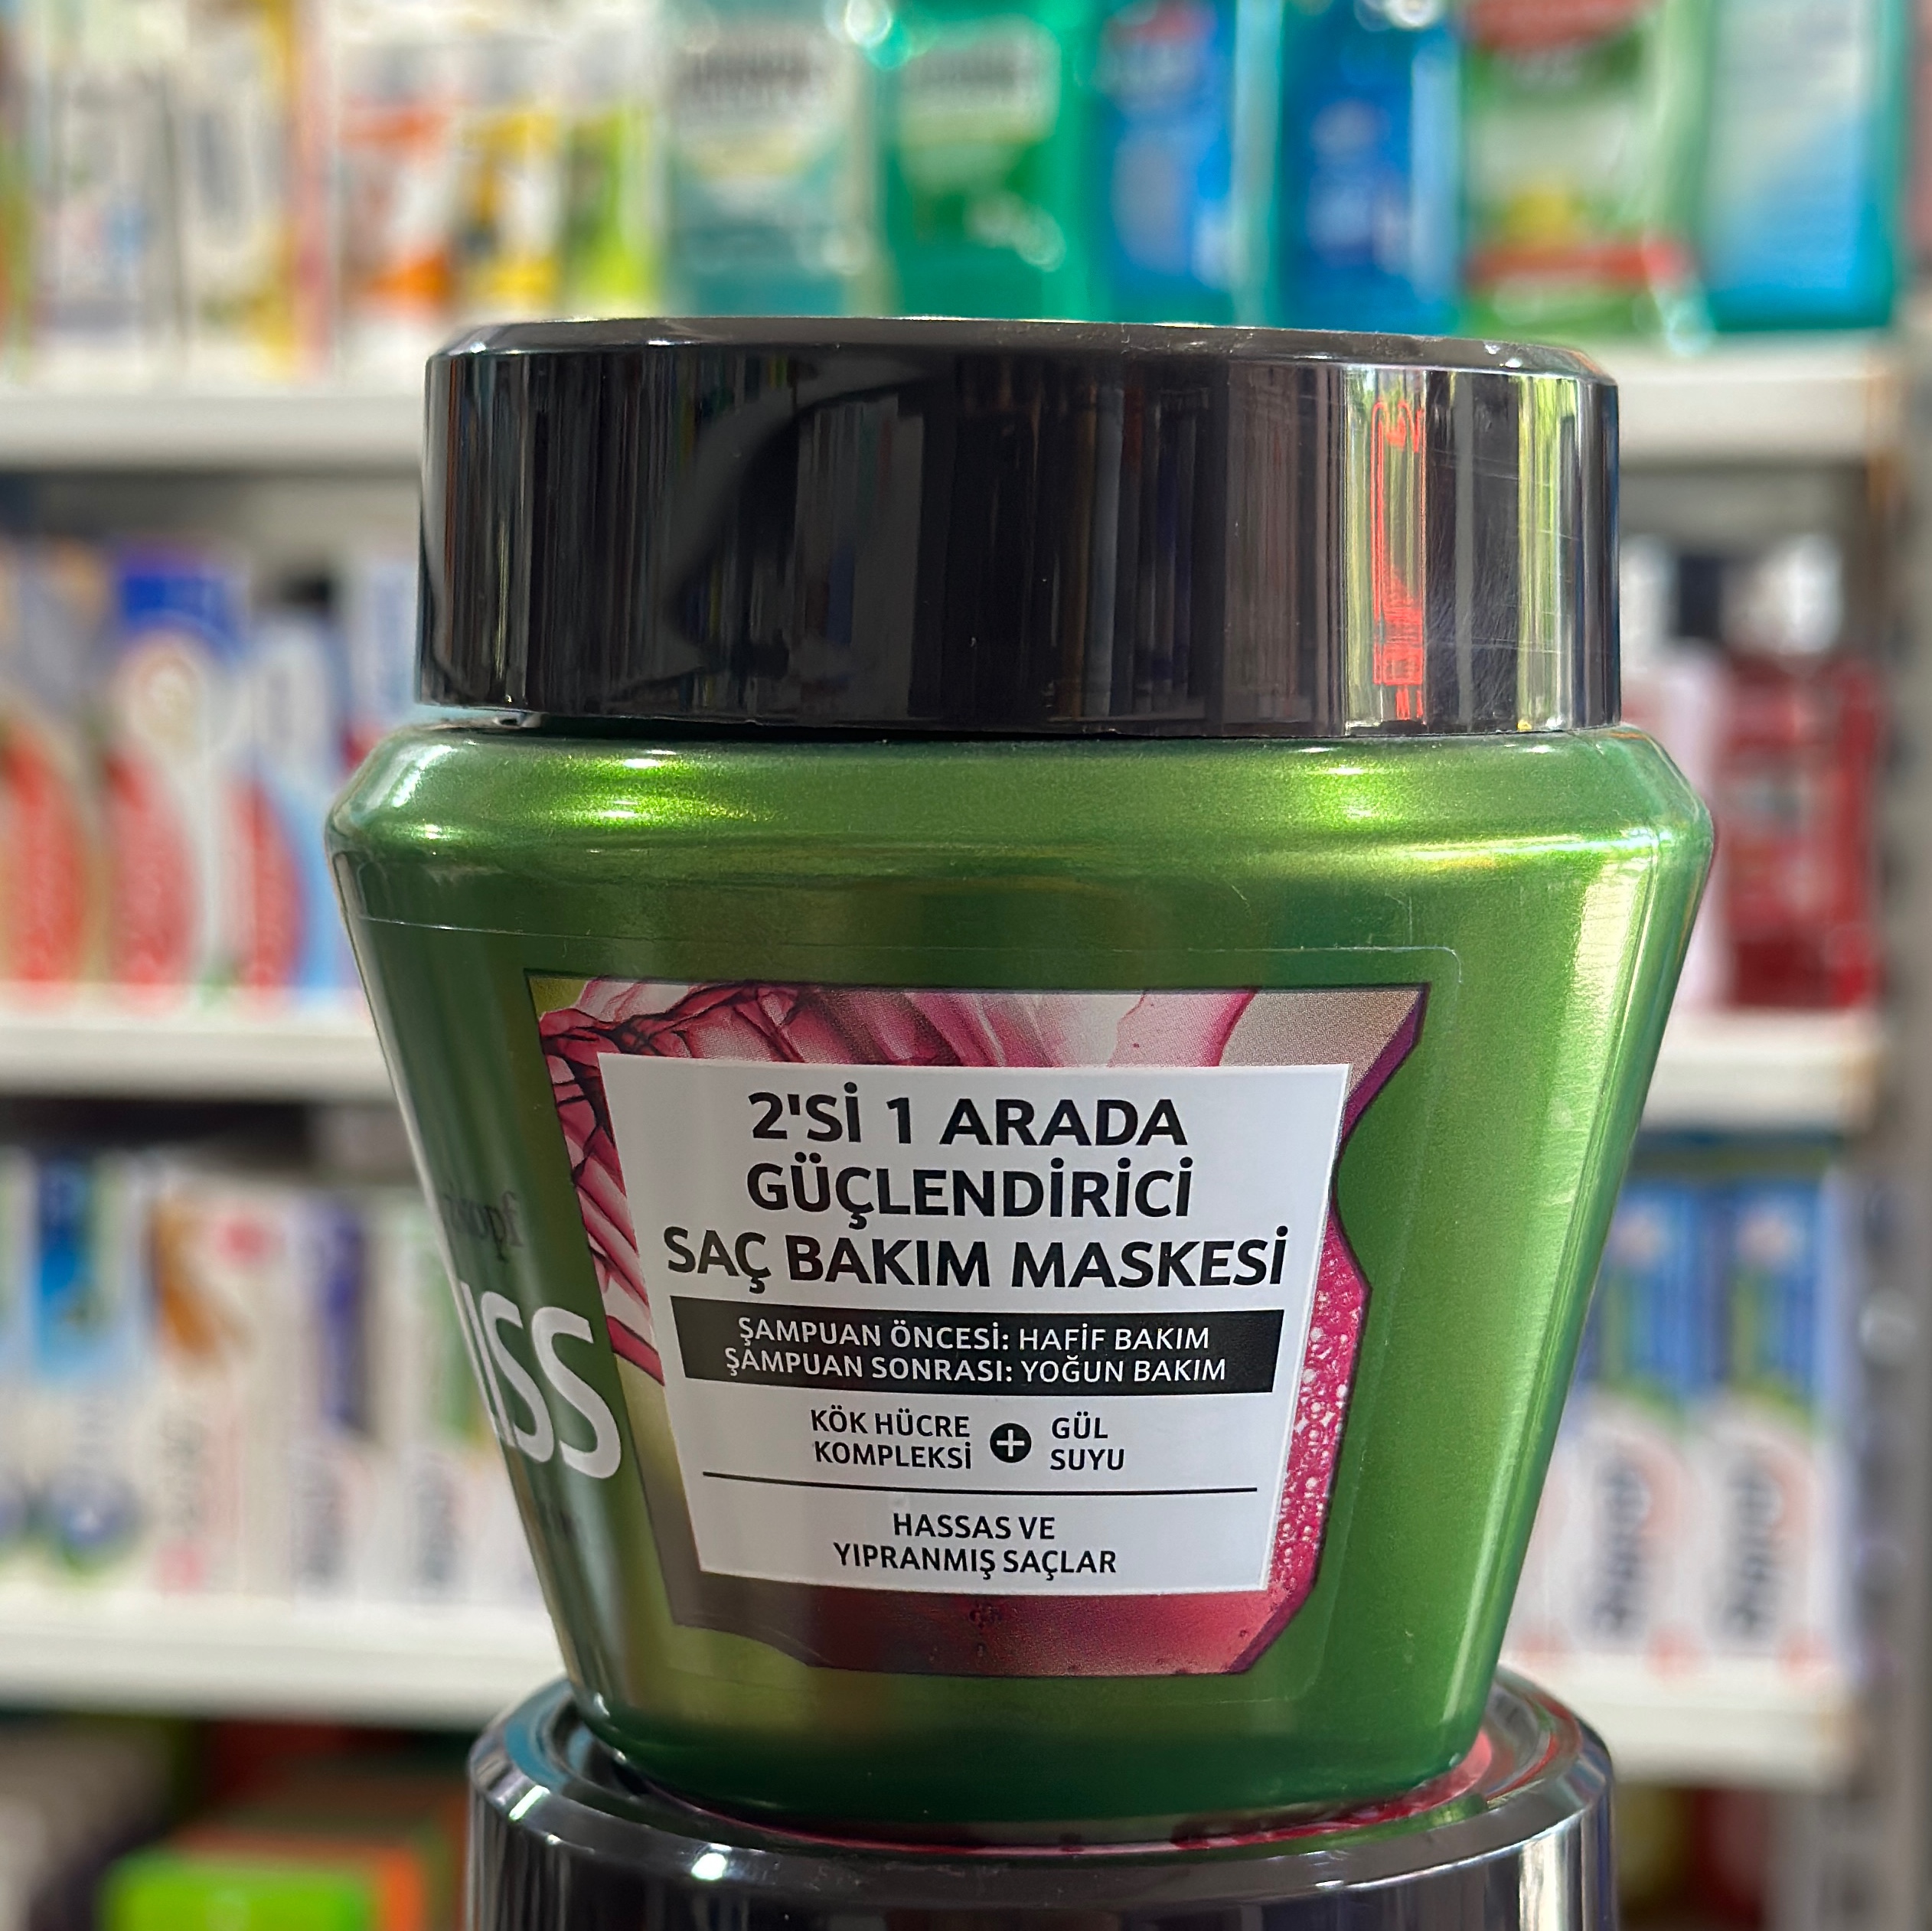 2'Sİ 1 ARADA
GÜÇLENDİRİCİ
SAÇ BAKIM MASKESİ
ŞAMPUAN ÖNCESİ: HAFİF BAKIM
ŞAMPUAN SONRASI: YOĞUN BAKIM
KÖK HÜCRE
KOMPLEKSİ + GÜL
SUYU
HASSAS VE
YIPRANMIŞ SAÇLAR